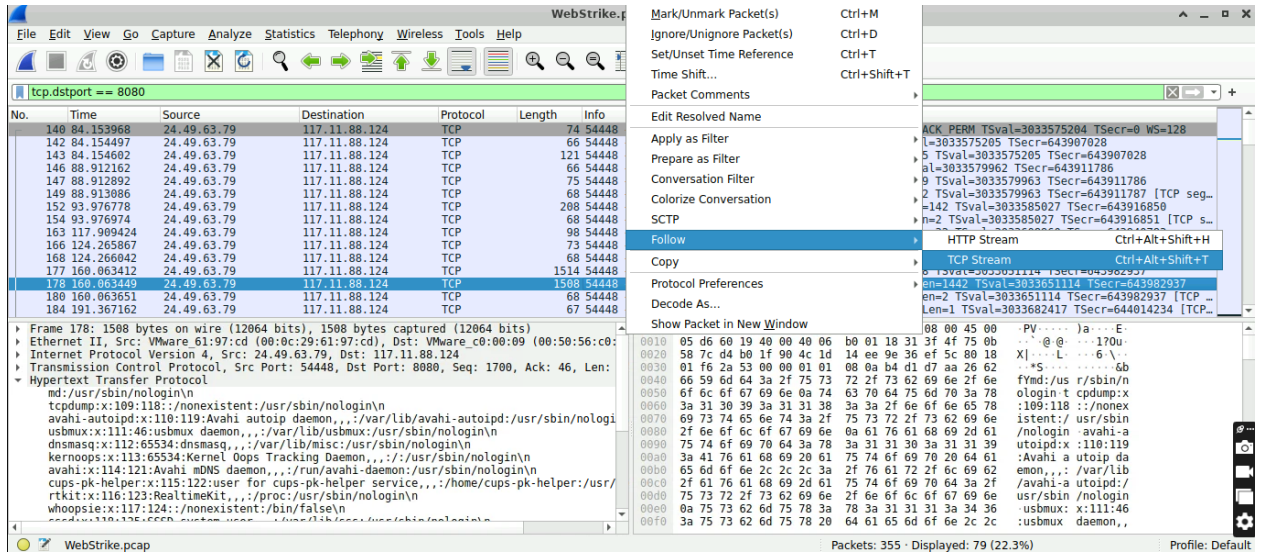 WebStrike.p
File Edit View Go Capture Analyze Statistics Telephony Wireless Tools Help
tcp.dstport == 8080
No. Time Source Destination Protocol Length Info
140 84.153968 24.49.63.79 117.11.88.124 TCP 74 54448
142 84.154497 24.49.63.79 117.11.88.124 TCP 66 54448
143 84.154602 24.49.63.79 117.11.88.124 TCP 121 54448
146 88.912162 24.49.63.79 117.11.88.124 TCP 66 54448
147 88.912892 24.49.63.79 117.11.88.124 TCP 75 54448
149 88.913086 24.49.63.79 117.11.88.124 TCP 68 54448
152 93.976778 24.49.63.79 117.11.88.124 TCP 208 54448
154 93.976974 24.49.63.79 117.11.88.124 TCP 68 54448
163 117.909424 24.49.63.79 117.11.88.124 TCP 98 54448
166 124.265867 24.49.63.79 117.11.88.124 TCP 73 54448
168 124.266042 24.49.63.79 117.11.88.124 TCP 68 54448
177 160.063412 24.49.63.79 117.11.88.124 TCP 1514 54448
178 160.063449 24.49.63.79 117.11.88.124 TCP 1508 54448
180 160.063651 24.49.63.79 117.11.88.124 TCP 68 54448
184 191.367162 24.49.63.79 117.11.88.124 TCP 67 54448
Mark/Unmark Packet(s) Ctrl+M
Ignore/Unignore Packet(s) Ctrl+D
Set/Unset Time Reference Ctrl+T
Time Shift... Ctrl+Shift+T
Packet Comments
Edit Resolved Name
Apply as Filter
Prepare as Filter
Conversation Filter
Colorize Conversation
SCTP
Follow
Copy
Protocol Preferences
Decode As...
Show Packet in New Window
HTTP Stream Ctrl+Alt+Shift+H
TCP Stream Ctrl+Alt+Shift+T
ACK PERM TSval=3033575204 TSecr=0 WS=128
l=3033575205 TSecr=643907028
5 TSval=3033575205 TSecr=643907028
al=3033579962 TSecr=643911786
9 TSval=3033579963 TSecr=643911786
2 TSval=3033579963 TSecr=643911787 [TCP seg…
=142 TSval=3033585027 TSecr=643916850
n=2 TSval=3033585027 TSecr=643916851 [TCP s…
en=1442 TSval=3033651114 TSecr=643982937
en=2 TSval=3033651114 TSecr=643982937 [TCP …
Len=1 TSval=3033682417 TSecr=644014234 [TCP…
Frame 178: 1508 bytes on wire (12064 bits), 1508 bytes captured (12064 bits)
Ethernet II, Src: VMware_61:97:cd (00:0c:29:61:97:cd), Dst: VMware_c0:00:09 (00:50:56:c0:
Internet Protocol Version 4, Src: 24.49.63.79, Dst: 117.11.88.124
Transmission Control Protocol, Src Port: 54448, Dst Port: 8080, Seq: 1700, Ack: 46, Len:
Hypertext Transfer Protocol
md:/usr/sbin/nologin\n
tcpdump:x:109:118::/nonexistent:/usr/sbin/nologin\n
avahi-autoipd:x:110:119:Avahi autoip daemon,,,:/var/lib/avahi-autoipd:/usr/sbin/nologi
usbmux:x:111:46:usbmux daemon,,,:/var/lib/usbmux:/usr/sbin/nologin\n
dnsmasq:x:112:65534:dnsmasq,,,:/var/lib/misc:/usr/sbin/nologin\n
kernoops:x:113:65534:Kernel Oops Tracking Daemon,,,:/:/usr/sbin/nologin\n
avahi:x:114:121:Avahi mDNS daemon,,,:/run/avahi-daemon:/usr/sbin/nologin\n
cups-pk-helper:x:115:122:user for cups-pk-helper service,,,:/home/cups-pk-helper:/usr/
rtkit:x:116:123:RealtimeKit,,,:/proc:/usr/sbin/nologin\n
whoopsie:x:117:124::/nonexistent:/bin/false\n
08 00 45 00 ·PV····· )a····E·
0010 05 d6 60 19 40 00 40 06 b0 01 18 31 3f 4f 75 0b ··`·@·@· ···1?Ou·
0020 58 7c d4 b0 1f 90 4c 1d 14 ee 9e 36 ef 5c 80 18 X|····L· ···6·\··
0030 01 f6 2a 53 00 00 01 01 08 0a b4 d1 d7 aa 26 62 ··*S···· ······&b
0040 66 59 6d 64 3a 2f 75 73 72 2f 73 62 69 6e 2f 6e fYmd:/us r/sbin/n
0050 6f 6c 6f 67 69 6e 0a 74 63 70 64 75 6d 70 3a 78 ologin·t cpdump:x
0060 3a 31 30 39 3a 31 31 38 3a 3a 2f 6e 6f 6e 65 78 :109:118 ::/nonex
0070 69 73 74 65 6e 74 3a 2f 75 73 72 2f 73 62 69 6e istent:/ usr/sbin
0080 2f 6e 6f 6c 6f 67 69 6e 0a 61 76 61 68 69 2d 61 /nologin ·avahi-a
0090 75 74 6f 69 70 64 3a 78 3a 31 31 30 3a 31 31 39 utoipd:x :110:119
00a0 3a 41 76 61 68 69 20 61 75 74 6f 69 70 20 64 61 :Avahi a utoip da
00b0 65 6d 6f 6e 2c 2c 2c 3a 2f 76 61 72 2f 6c 69 62 emon,,,: /var/lib
00c0 2f 61 76 61 68 69 2d 61 75 74 6f 69 70 64 3a 2f /avahi-a utoipd:/
00d0 75 73 72 2f 73 62 69 6e 2f 6e 6f 6c 6f 67 69 6e usr/sbin /nologin
00e0 0a 75 73 62 6d 75 78 3a 78 3a 31 31 31 3a 34 36 ·usbmux: x:111:46
00f0 3a 75 73 62 6d 75 78 20 64 61 65 6d 6f 6e 2c 2c :usbmux daemon,,
WebStrike.pcap Packets: 355 · Displayed: 79 (22.3%) Profile: Default